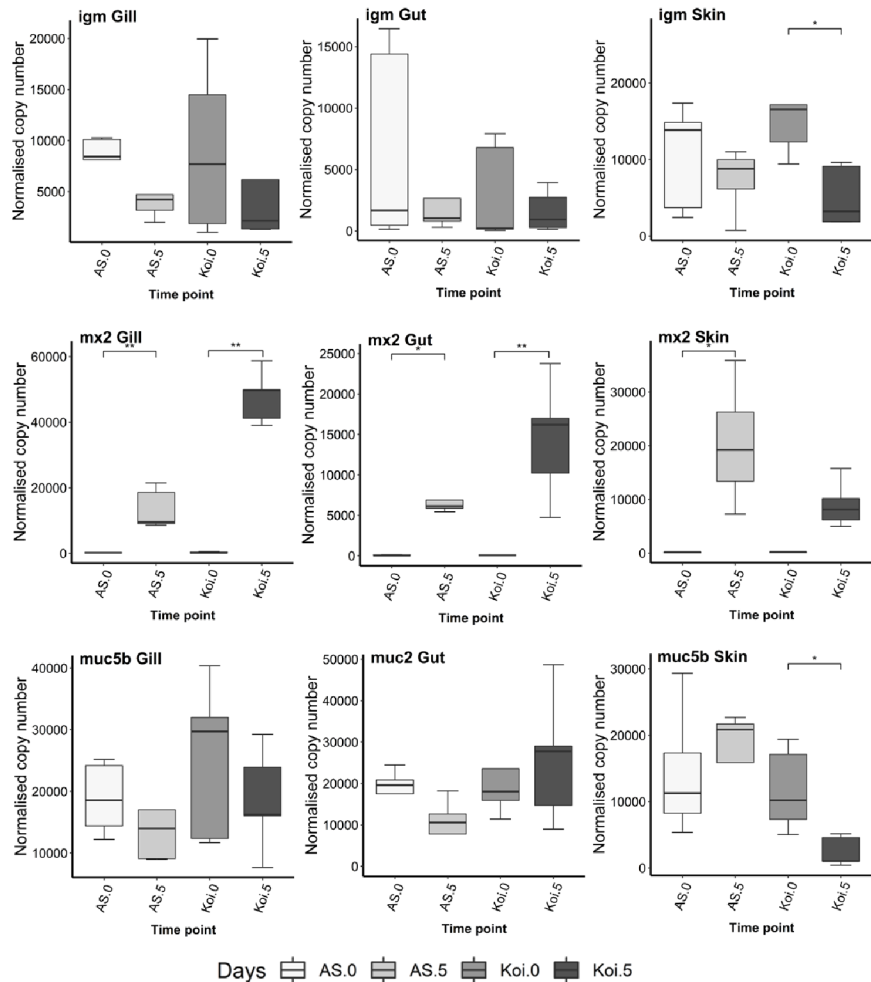 igm Gill
Normalised copy number
20000
15000
10000
5000
AS.0
AS.5
Koi.0
Koi.5
Time point
igm Gut
Normalised copy number
15000
10000
5000
0
AS.0
AS.5
Koi.0
Koi.5
Time point
igm Skin
*
Normalised copy number
20000
10000
0
AS.0
AS.5
Koi.0
Koi.5
Time point
mx2 Gill
**
**
Normalised copy number
60000
40000
20000
0
AS.0
AS.5
Koi.0
Koi.5
Time point
mx2 Gut
*
**
Normalised copy number
25000
20000
15000
10000
5000
0
AS.0
AS.5
Koi.0
Koi.5
Time point
mx2 Skin
*
Normalised copy number
30000
20000
10000
0
AS.0
AS.5
Koi.0
Koi.5
Time point
muc5b Gill
Normalised copy number
40000
30000
20000
10000
AS.0
AS.5
Koi.0
Koi.5
Time point
muc2 Gut
Normalised copy number
50000
40000
30000
20000
10000
0
AS.0
AS.5
Koi.0
Koi.5
Time point
muc5b Skin
*
Normalised copy number
30000
20000
10000
0
AS.0
AS.5
Koi.0
Koi.5
Time point
Days AS.0 AS.5 Koi.0 Koi.5